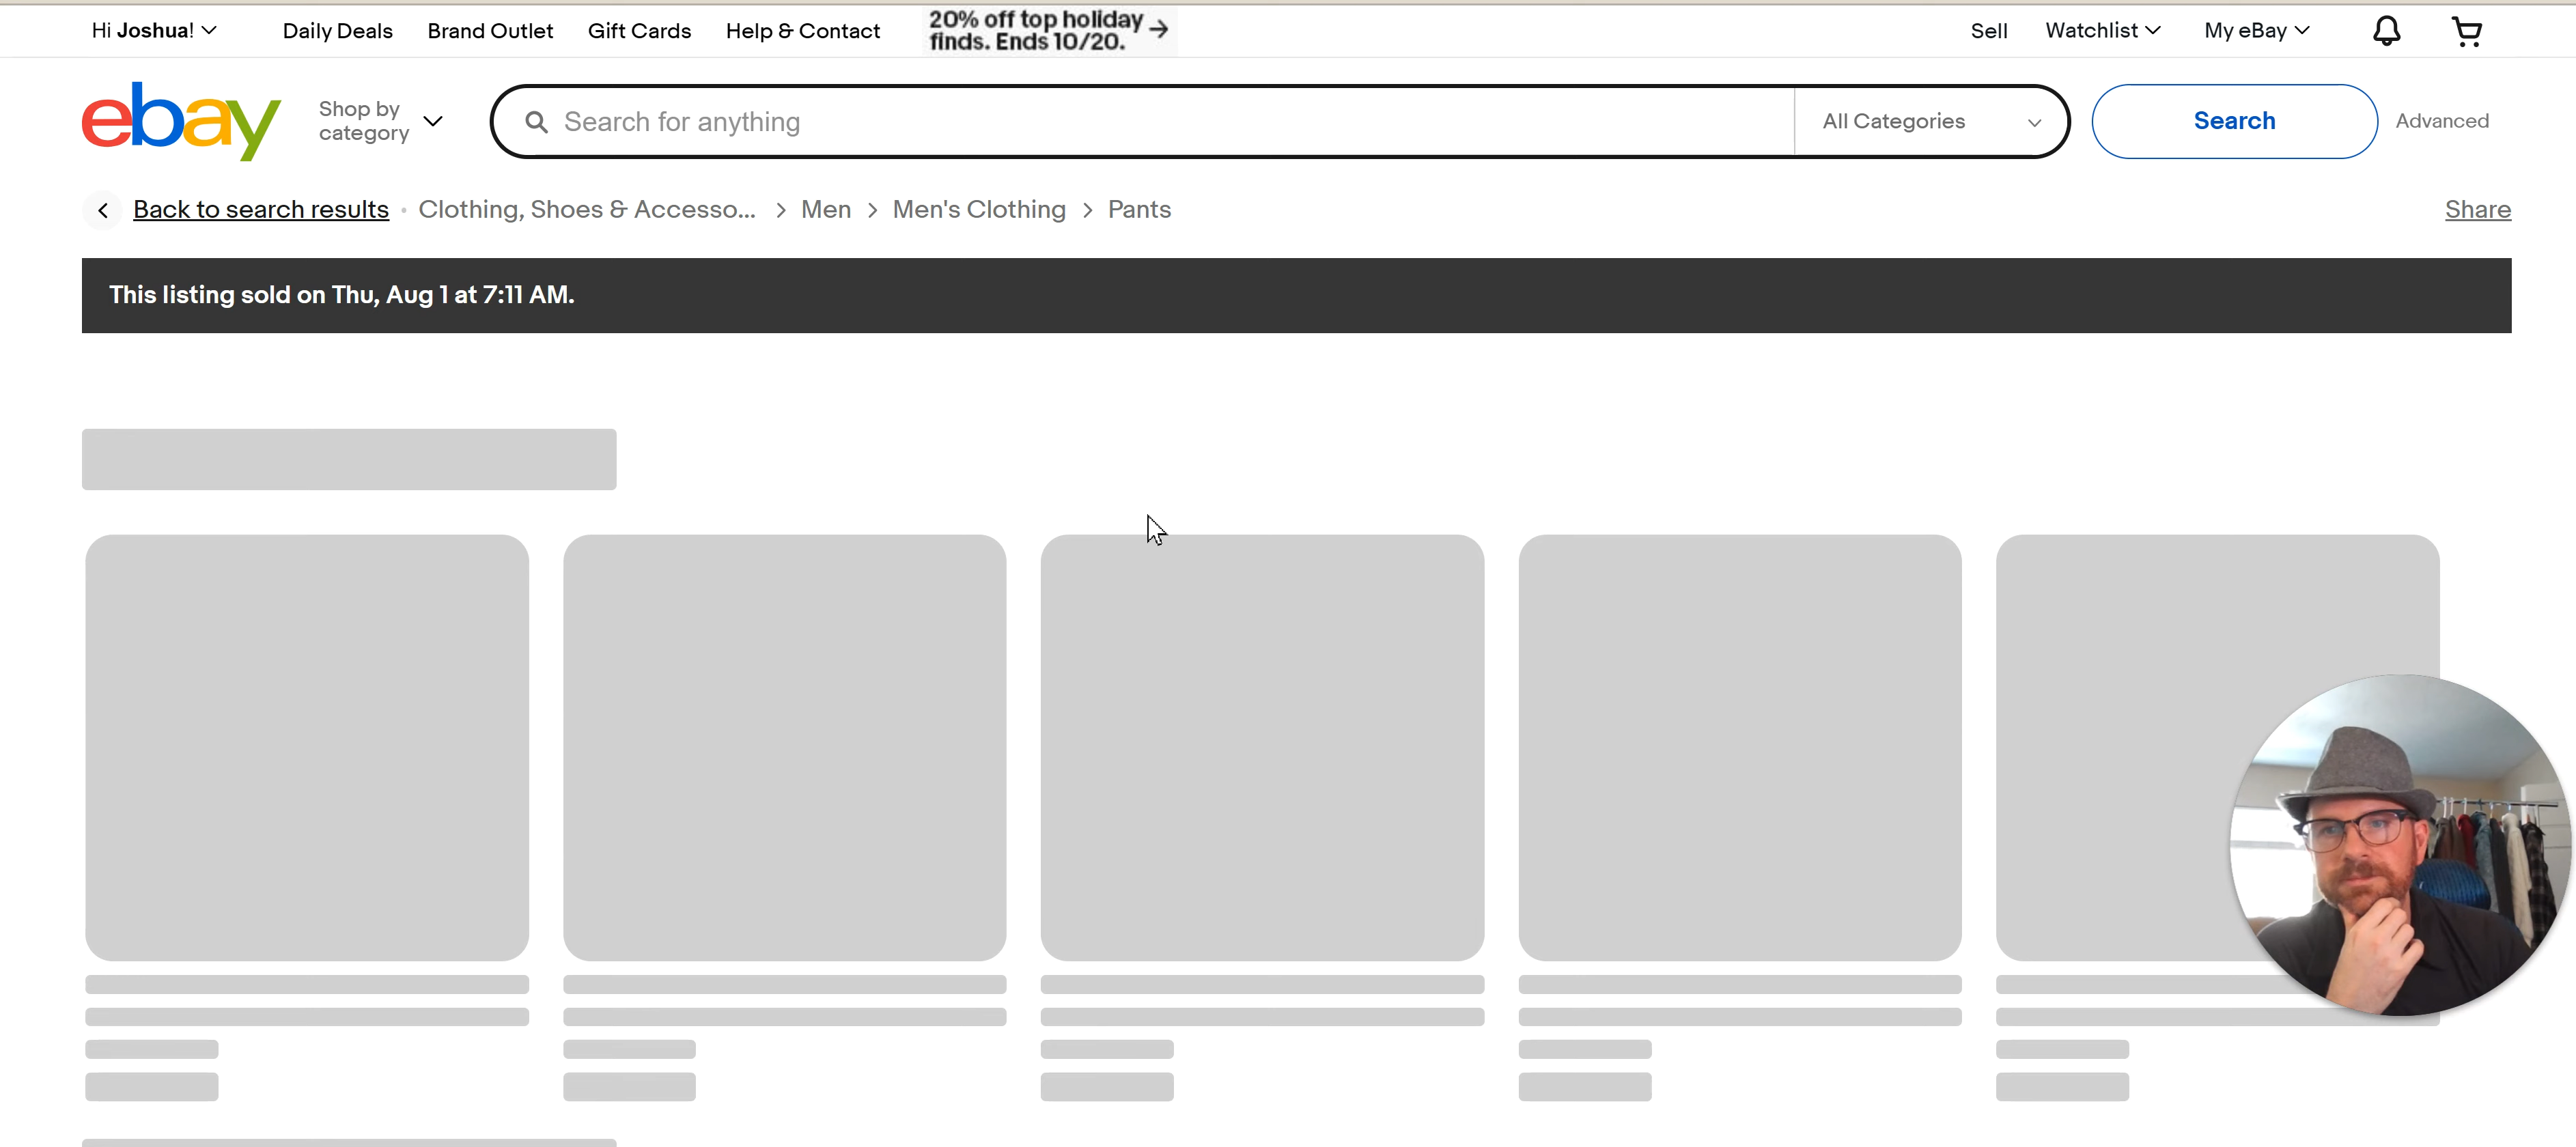 Hi Joshua!
Daily Deals
Brand Outlet
Gift Cards
Help & Contact
20% off top holiday
finds. Ends 10/20.
Sell
Watchlist
My eBay
ebay
Shop by
category
Search for anything
All Categories
Search
Advanced
Back to search results
Clothing, Shoes & Accesso...
Men
Men's Clothing
Pants
Share
This listing sold on Thu, Aug 1 at 7:11 AM.